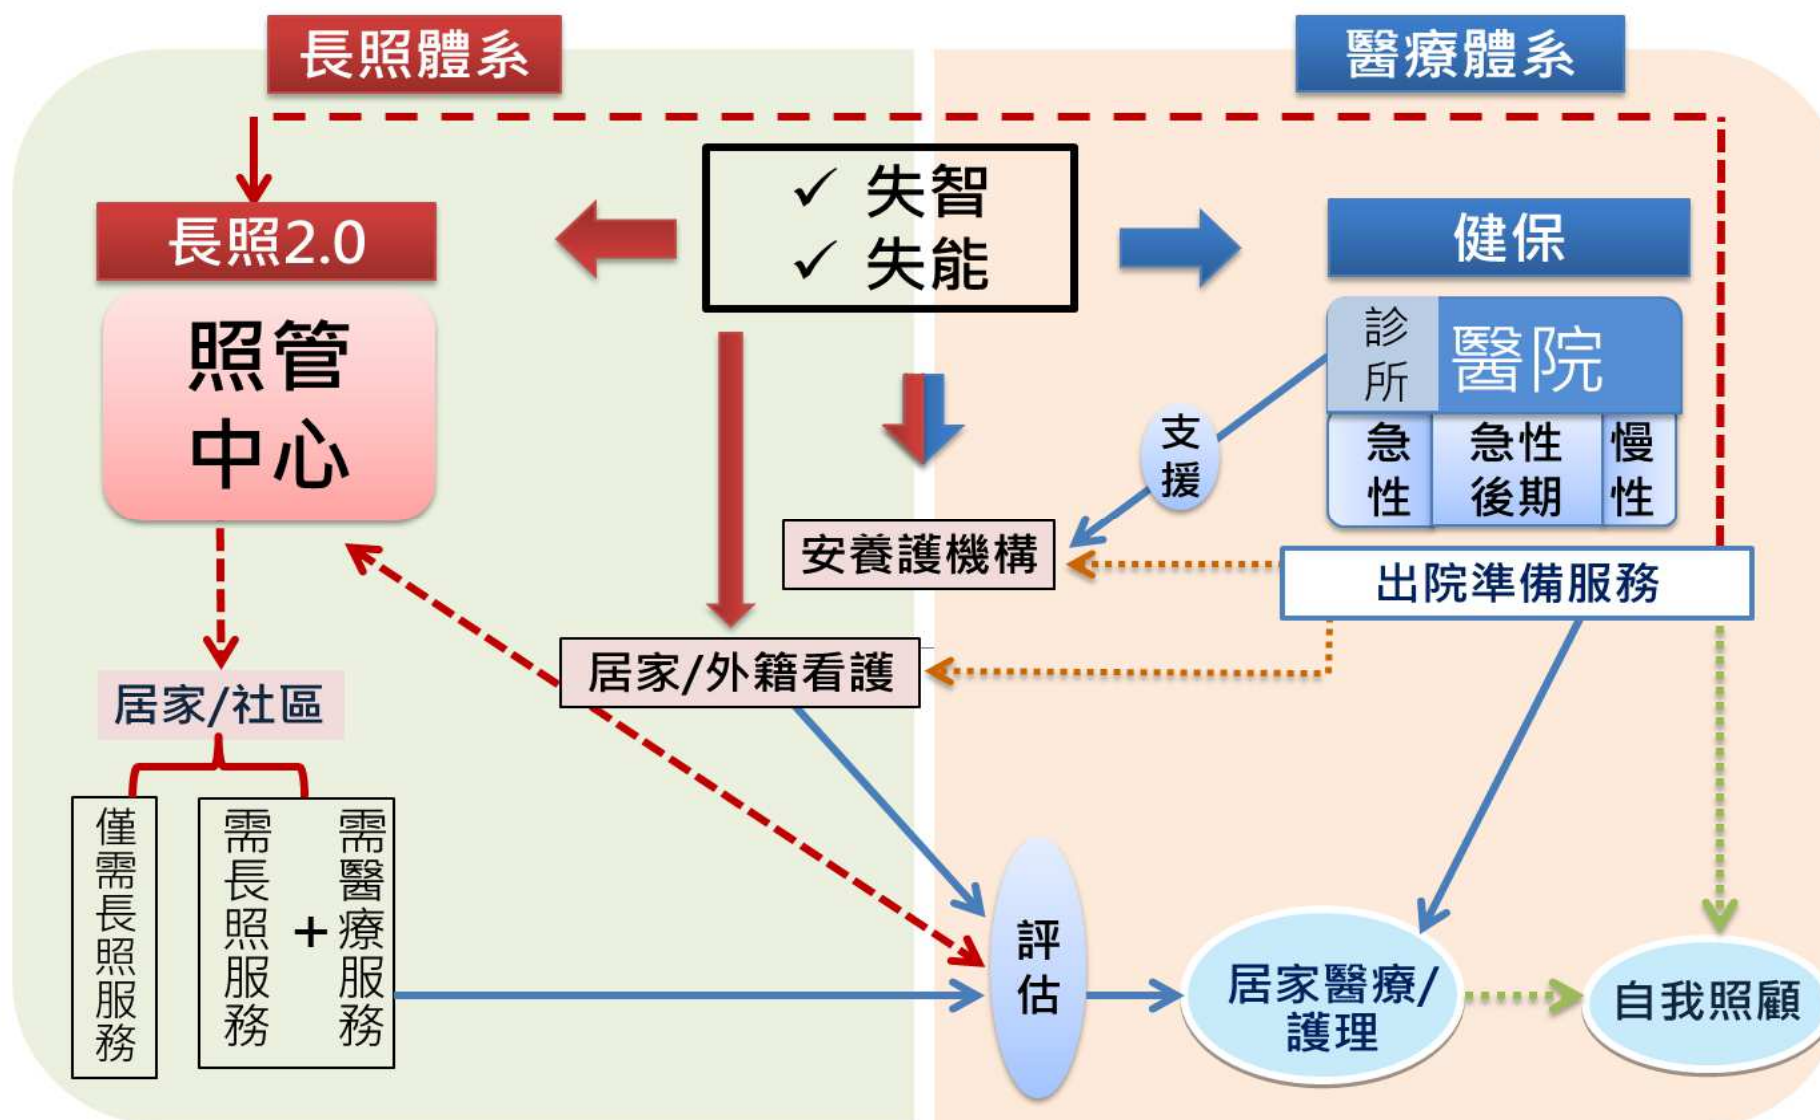 長照體系
醫療體系
✓ 失智
✓ 失能
長照2.0
健保
照管
中心
診所
醫院
急性
急性
後期
慢性
支援
安養護機構
出院準備服務
居家/外籍看護
居家/社區
僅需長照服務
需長照服務
+
需醫療服務
評估
居家醫療/
護理
自我照顧